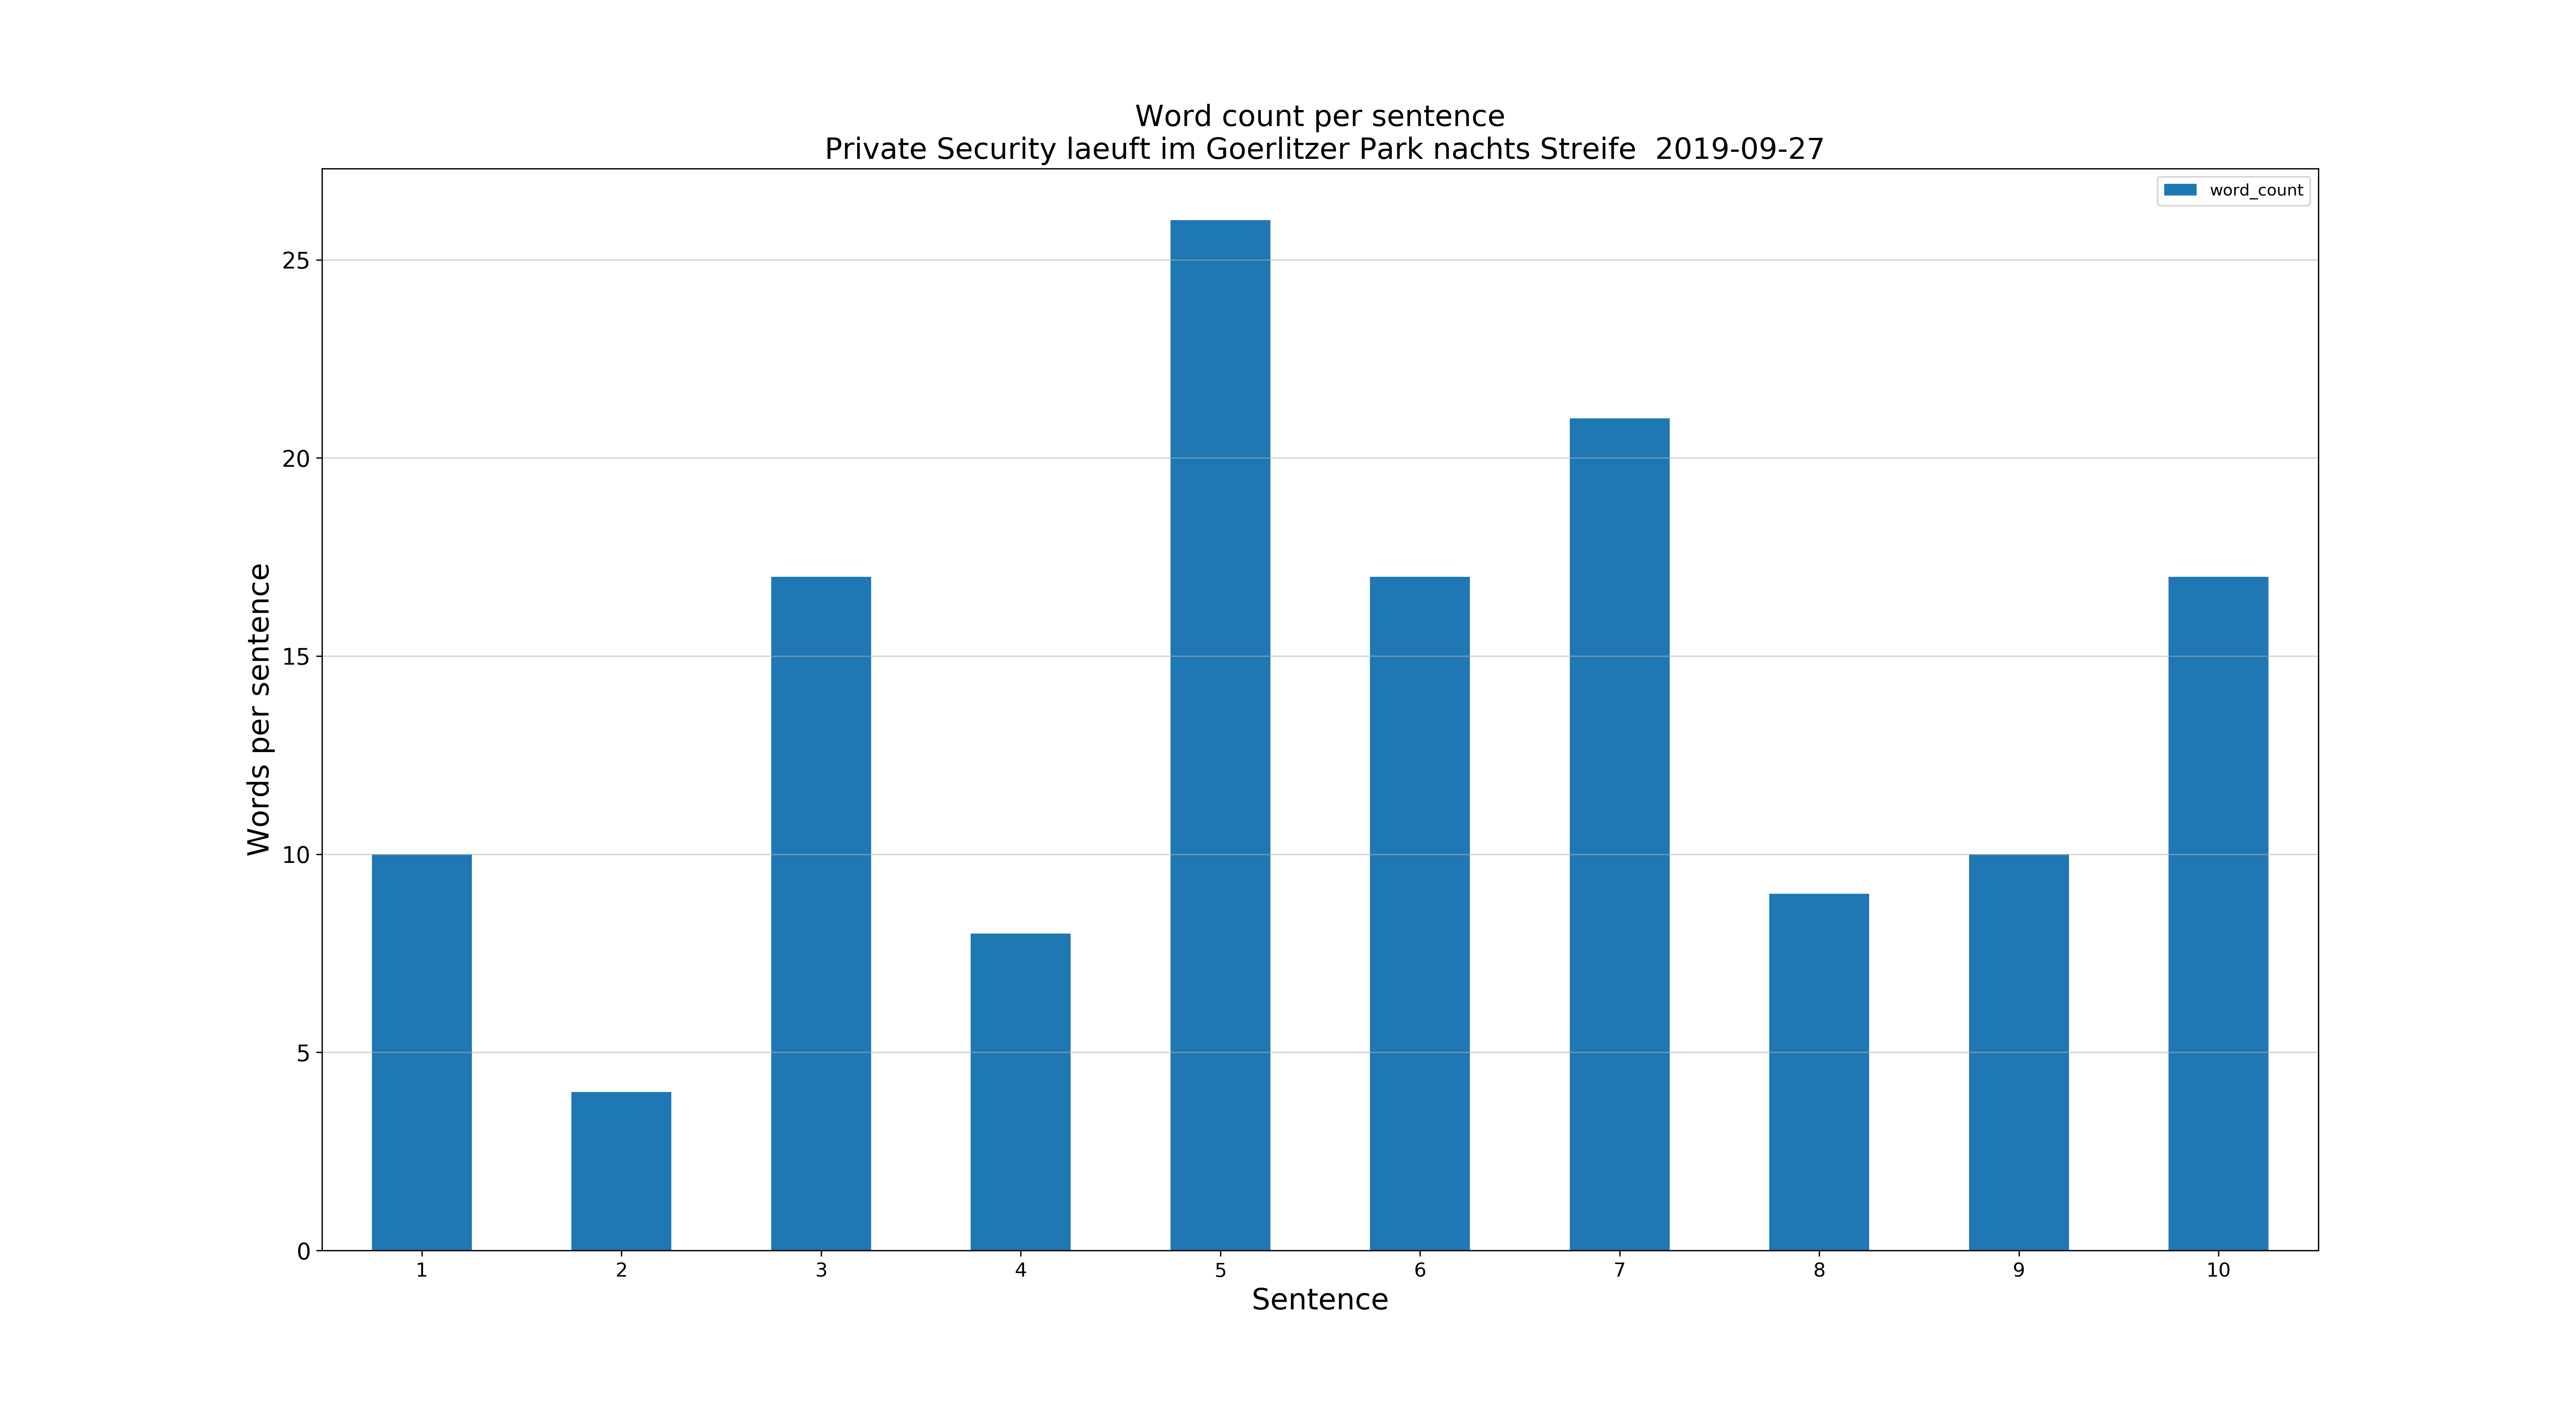 Word count per sentence
Private Security laeuft im Goerlitzer Park nachts Streife  2019-09-27
word_count
25
20
15
10
5
0
Words per sentence
1 2 3 4 5 6 7 8 9 10
Sentence